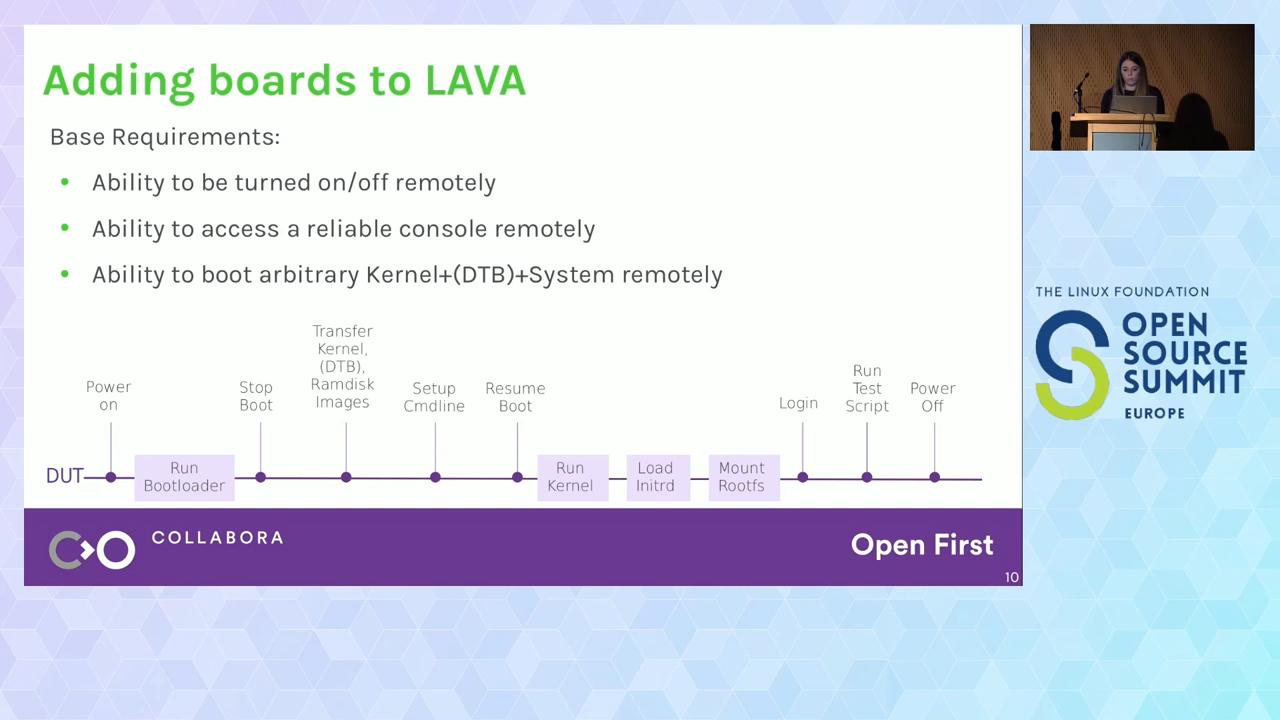 Adding boards to LAVA
Base Requirements:
• Ability to be turned on/off remotely
• Ability to access a reliable console remotely
• Ability to boot arbitrary Kernel+(DTB)+System remotely
Power
on
Stop
Boot
Transfer
Kernel,
(DTB),
Ramdisk
Images
Setup
Cmdline
Resume
Boot
Login
Run
Test
Script
Power
Off
DUT
Run
Bootloader
Run
Kernel
Load
Initrd
Mount
Rootfs
COLLABORA
Open First
10
THE LINUX FOUNDATION
OPEN
SOURCE
SUMMIT
EUROPE